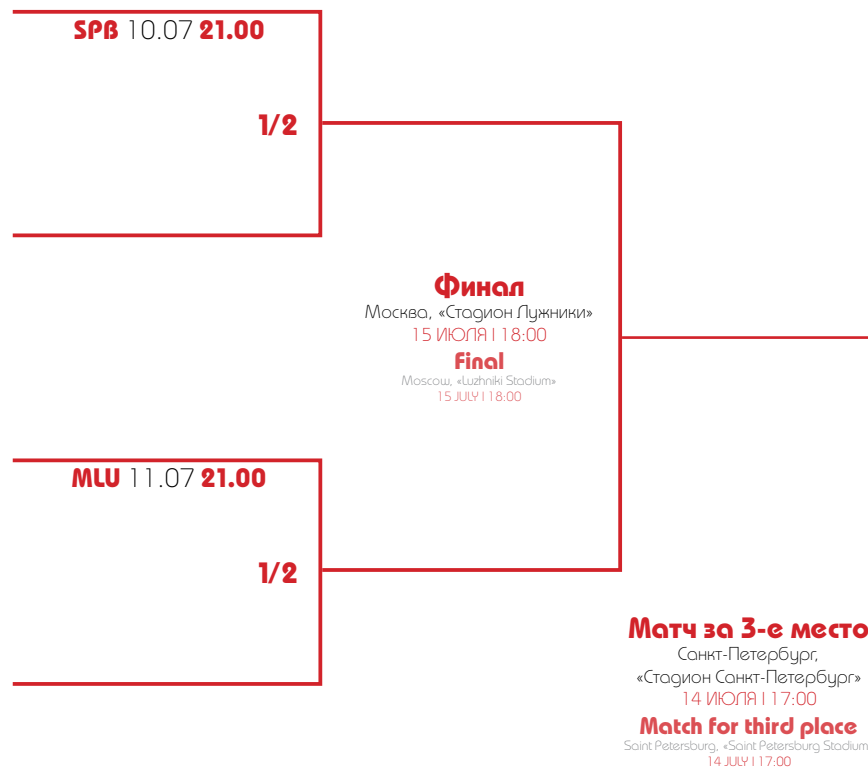 SPB 10.07 21.00
1/2
Финал
Москва, «Стадион Лужники»
15 ИЮЛЯ | 18:00
Final
Moscow, «Luzhniki Stadium»
15 JULY | 18:00
MLU 11.07 21.00
1/2
Матч за 3-е место
Санкт-Петербург,
«Стадион Санкт-Петербург»
14 ИЮЛЯ | 17:00
Match for third place
Saint Petersburg, «Saint Petersburg Stadium
14 JULY | 17:00